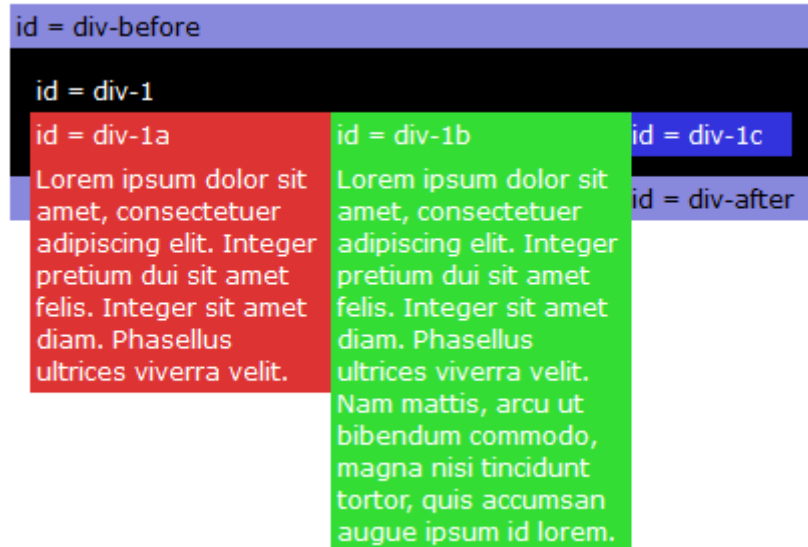 id = div-before
id = div-1
id = div-1a
Lorem ipsum dolor sit
amet, consectetuer
adipiscing elit. Integer
pretium dui sit amet
felis. Integer sit amet
diam. Phasellus
ultrices viverra velit.
id = div-1b
Lorem ipsum dolor sit
amet, consectetuer
adipiscing elit. Integer
pretium dui sit amet
felis. Integer sit amet
diam. Phasellus
ultrices viverra velit.
Nam mattis, arcu ut
bibendum commodo,
magna nisi tincidunt
tortor, quis accumsan
augue ipsum id lorem.
id = div-1c
id = div-after